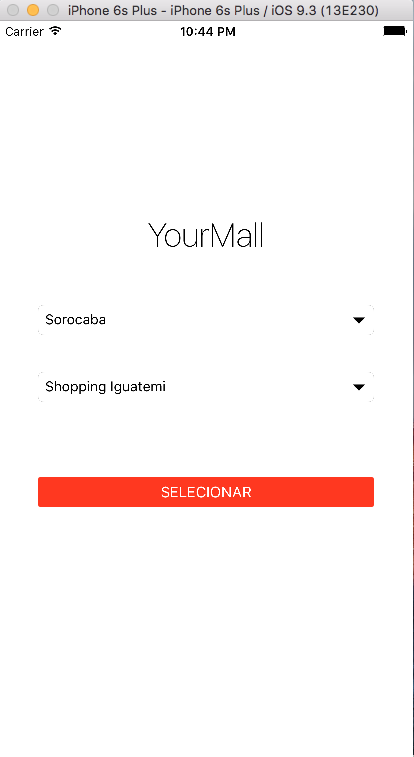 iPhone 6s Plus - iPhone 6s Plus / iOS 9.3 (13E230)
Carrier 10:44 PM
YourMall
Sorocaba
Shopping Iguatemi
SELECIONAR